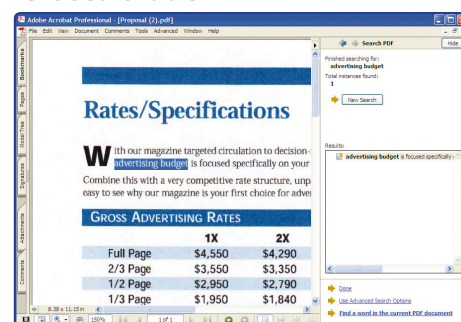 Adobe Acrobat Professional - [Proposal (2).pdf]
File Edit View Document Comments Tools Advanced Window Help
Search PDF
Hide
Finished searching for:
advertising budget
Total instances found:
1
New Search
Results:
advertising budget is focused specifically
Done
Use Advanced Search Options
Find a word in the current PDF document
Bookmarks
Pages
Model Tree
Signatures
Attachments
Comments
Rates/Specifications
With our magazine targeted circulation to decision-
advertising budget is focused specifically on your
Combine this with a very competitive rate structure, unp
easy to see why our magazine is your first choice for adver
GROSS ADVERTISING RATES
1X 2X
Full Page $4,550 $4,290
2/3 Page $3,550 $3,350
1/2 Page $2,950 $2,790
1/3 Page $1,950 $1,840
8.38 x 11.15 in
150%
1 of 1